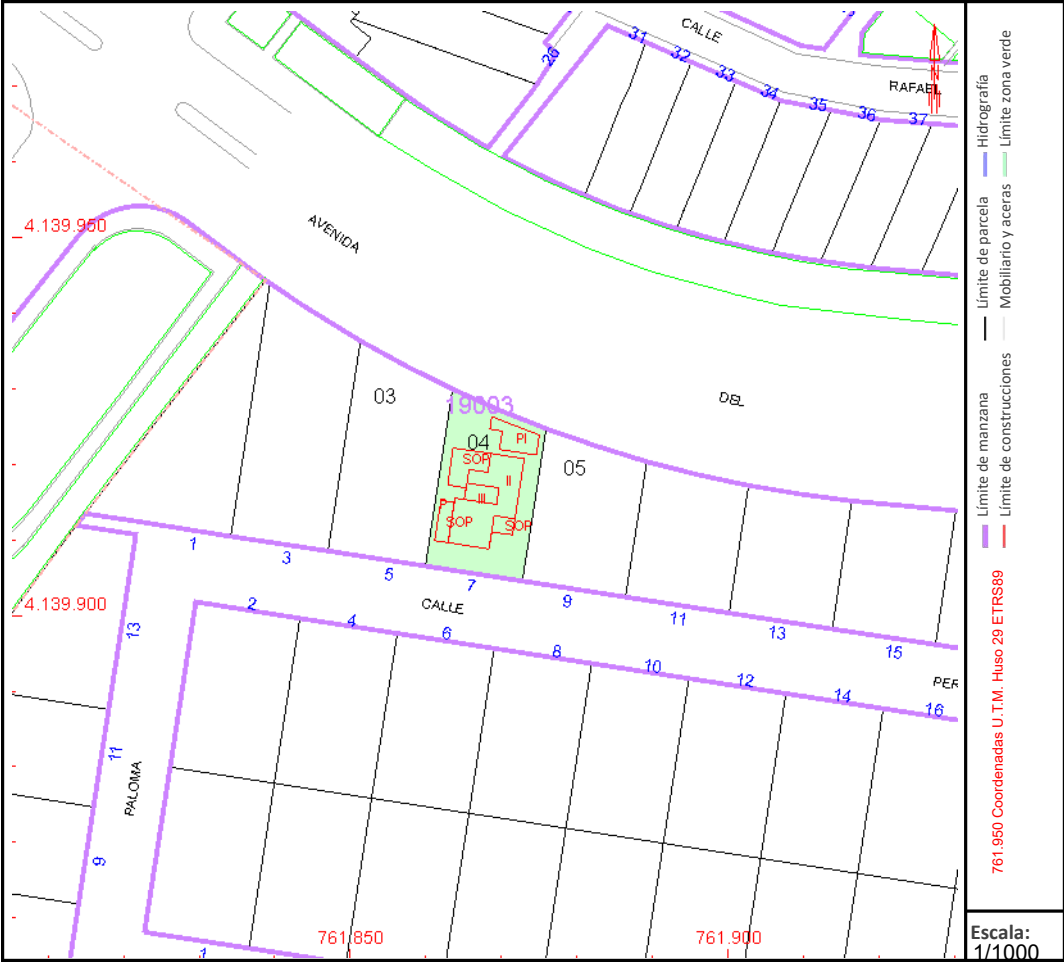 CALLE
RAFAEL
26
31
32
33
34
35
36
37
N
AVENIDA
DEL
4.139.950
19003
03
04
05
PI
SOP
II
III
P
SOP
SOP
1
3
5
7
9
11
13
15
4.139.900
CALLE
PER
2
4
6
8
10
12
14
16
13
11
9
PALOMA
1
761.850
761.900
Límite de manzana
Límite de parcela
Hidrografía
Límite de construcciones
Mobiliario y aceras
Límite zona verde
761.950 Coordenadas U.T.M. Huso 29 ETRS89
Escala:
1/1000